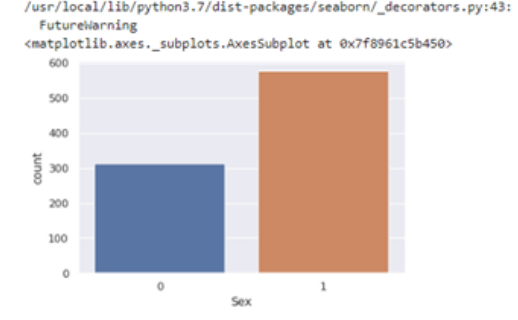 /usr/local/lib/python3.7/dist-packages/seaborn/_decorators.py:43:
FutureWarning
<matplotlib.axes._subplots.AxesSubplot at 0x7f8961c5b450>
600
500
400
300
200
100
0
count
0 1
Sex